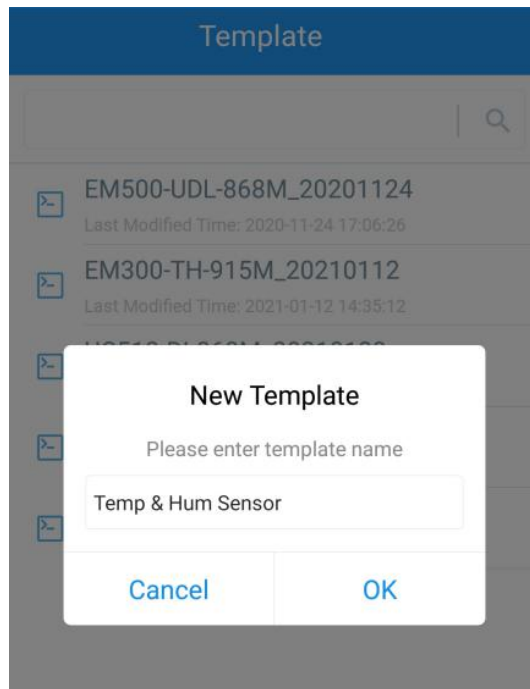 Template
EM500-UDL-868M_20201124
Last Modified Time: 2020-11-24 17:06:26
EM300-TH-915M_20210112
Last Modified Time: 2021-01-12 14:35:12
New Template
Please enter template name
Temp & Hum Sensor
Cancel
OK